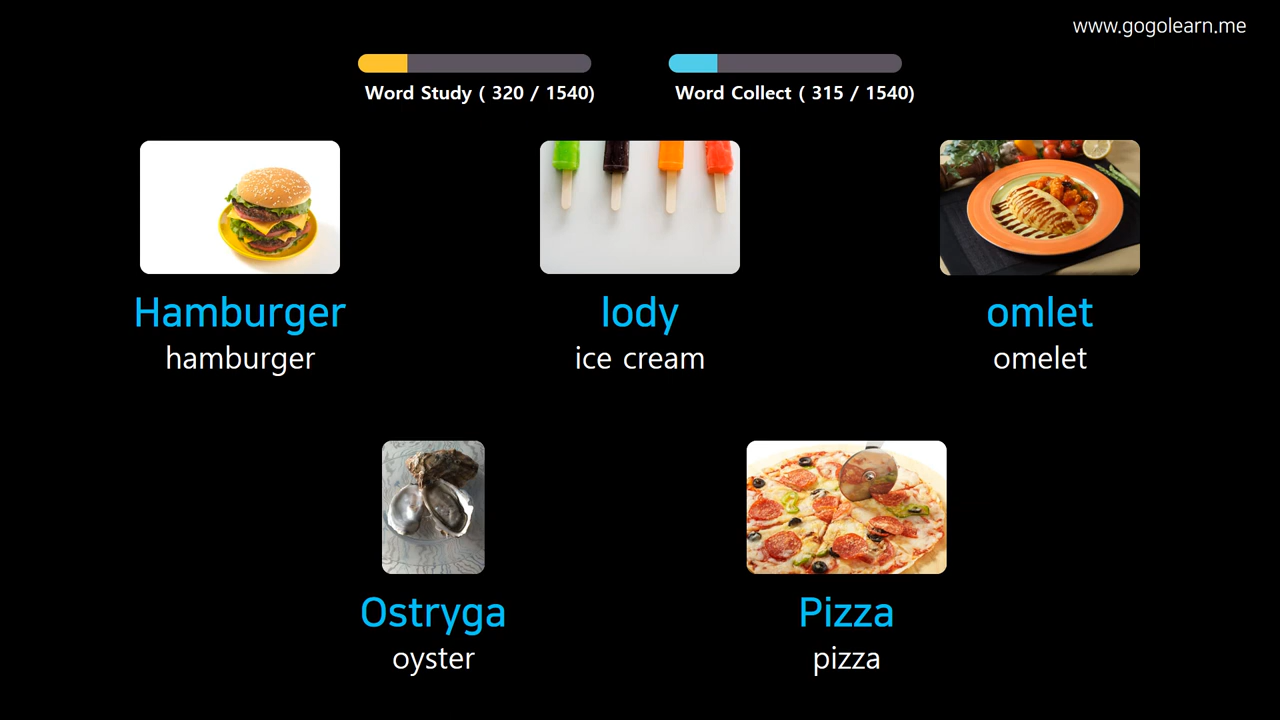 www.gogolearn.me
Word Study ( 320 / 1540)
Word Collect ( 315 / 1540)
Hamburger
hamburger
lody
ice cream
omlet
omelet
Ostryga
oyster
Pizza
pizza